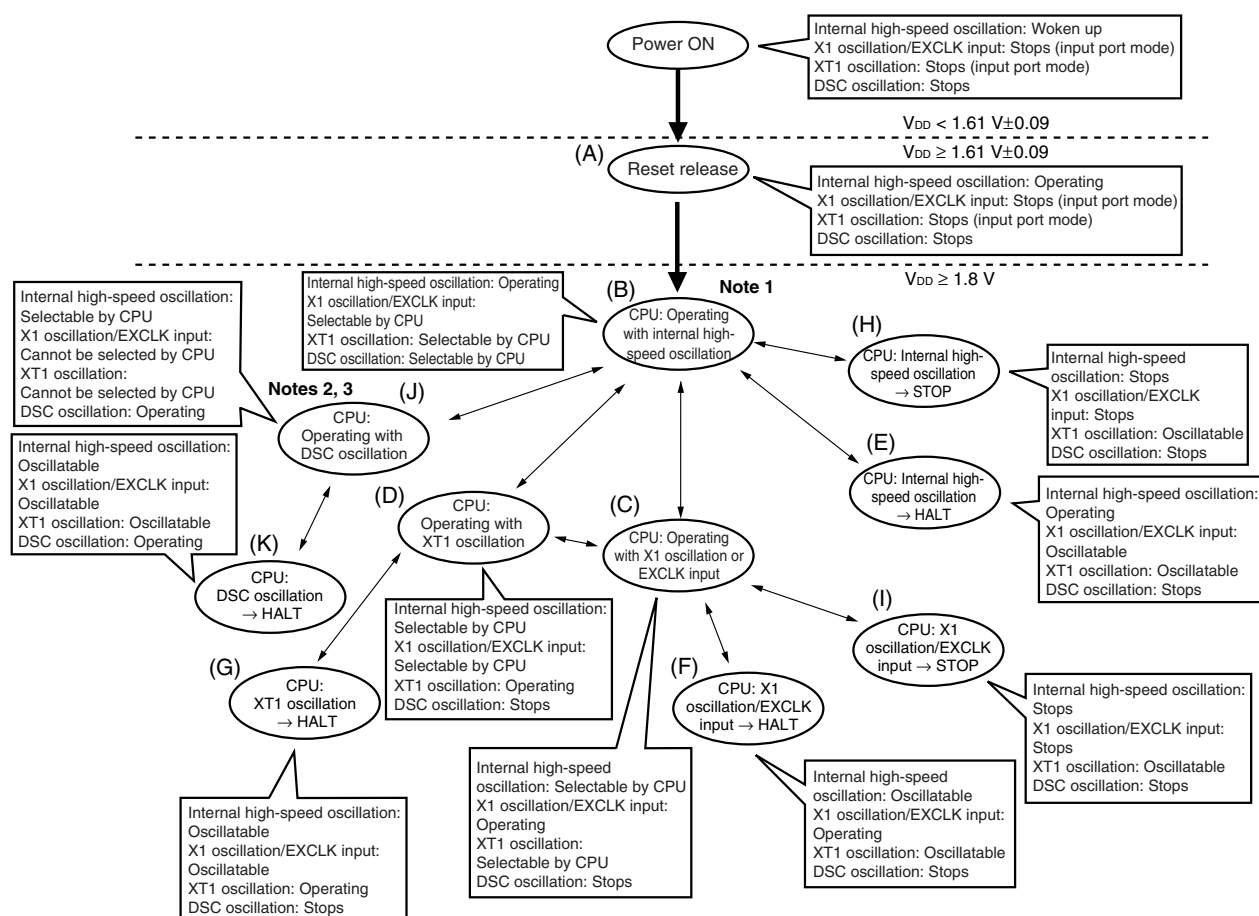 Power ON
Internal high-speed oscillation: Woken up
X1 oscillation/EXCLK input: Stops (input port mode)
XT1 oscillation: Stops (input port mode)
DSC oscillation: Stops
VDD < 1.61 V±0.09
VDD ≥ 1.61 V±0.09
(A)
Reset release
Internal high-speed oscillation: Operating
X1 oscillation/EXCLK input: Stops (input port mode)
XT1 oscillation: Stops (input port mode)
DSC oscillation: Stops
VDD ≥ 1.8 V
Internal high-speed oscillation: Operating
X1 oscillation/EXCLK input:
Selectable by CPU
XT1 oscillation: Selectable by CPU
DSC oscillation: Selectable by CPU
(B)
Note 1
CPU: Operating
with internal high-
speed oscillation
Internal high-speed oscillation:
Selectable by CPU
X1 oscillation/EXCLK input:
Cannot be selected by CPU
XT1 oscillation:
Cannot be selected by CPU
DSC oscillation: Operating
Notes 2, 3
(J)
CPU:
Operating with
DSC oscillation
(H)
CPU: Internal high-
speed oscillation
→ STOP
Internal high-speed
oscillation: Stops
X1 oscillation/EXCLK
input: Stops
XT1 oscillation: Oscillatable
DSC oscillation: Stops
(E)
CPU: Internal high-
speed oscillation
→ HALT
Internal high-speed oscillation:
Operating
X1 oscillation/EXCLK input:
Oscillatable
XT1 oscillation: Oscillatable
DSC oscillation: Stops
Internal high-speed oscillation:
Oscillatable
X1 oscillation/EXCLK input:
Oscillatable
XT1 oscillation: Oscillatable
DSC oscillation: Operating
(K)
CPU:
DSC oscillation
→ HALT
(D)
CPU:
Operating with
XT1 oscillation
Internal high-speed oscillation:
Selectable by CPU
X1 oscillation/EXCLK input:
Selectable by CPU
XT1 oscillation: Operating
DSC oscillation: Stops
(C)
CPU: Operating
with X1 oscillation or
EXCLK input
Internal high-speed
oscillation: Selectable by CPU
X1 oscillation/EXCLK input:
Operating
XT1 oscillation:
Selectable by CPU
DSC oscillation: Stops
(I)
CPU: X1
oscillation/EXCLK
input → STOP
Internal high-speed oscillation:
Stops
X1 oscillation/EXCLK input:
Stops
XT1 oscillation: Oscillatable
DSC oscillation: Stops
(G)
CPU:
XT1 oscillation
→ HALT
Internal high-speed oscillation:
Oscillatable
X1 oscillation/EXCLK input:
Oscillatable
XT1 oscillation: Operating
DSC oscillation: Stops
(F)
CPU: X1
oscillation/EXCLK
input → HALT
Internal high-speed
oscillation: Oscillatable
X1 oscillation/EXCLK input:
Operating
XT1 oscillation: Oscillatable
DSC oscillation: Stops